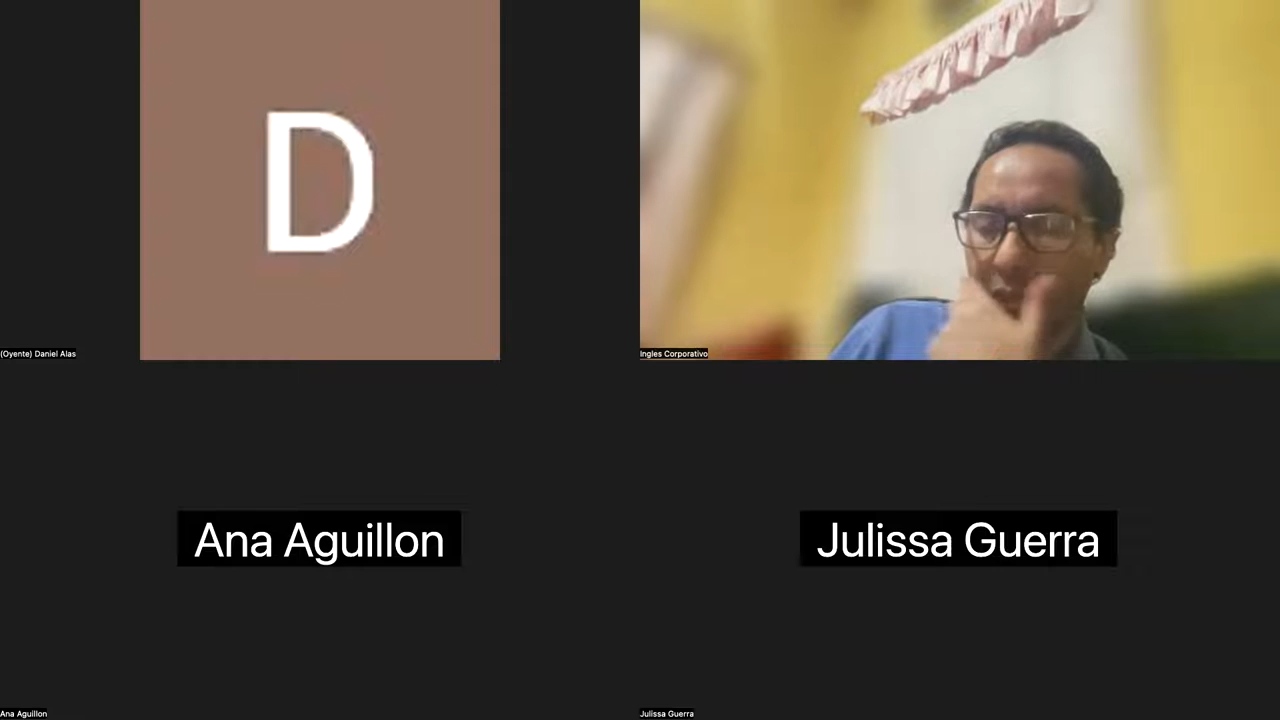 D
(Oyente) Daniel Alas
Ingles Corporativo
Ana Aguillon
Julissa Guerra
Ana Aguillon
Julissa Guerra